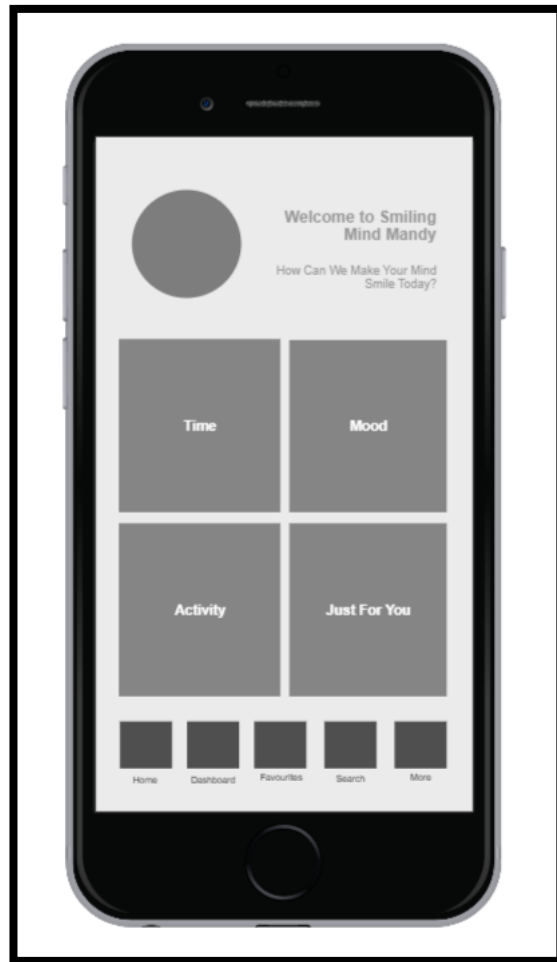 Welcome to Smiling
Mind Mandy
How Can We Make Your Mind
Smile Today?
Time
Mood
Activity
Just For You
Home
Dashboard
Favourites
Search
More